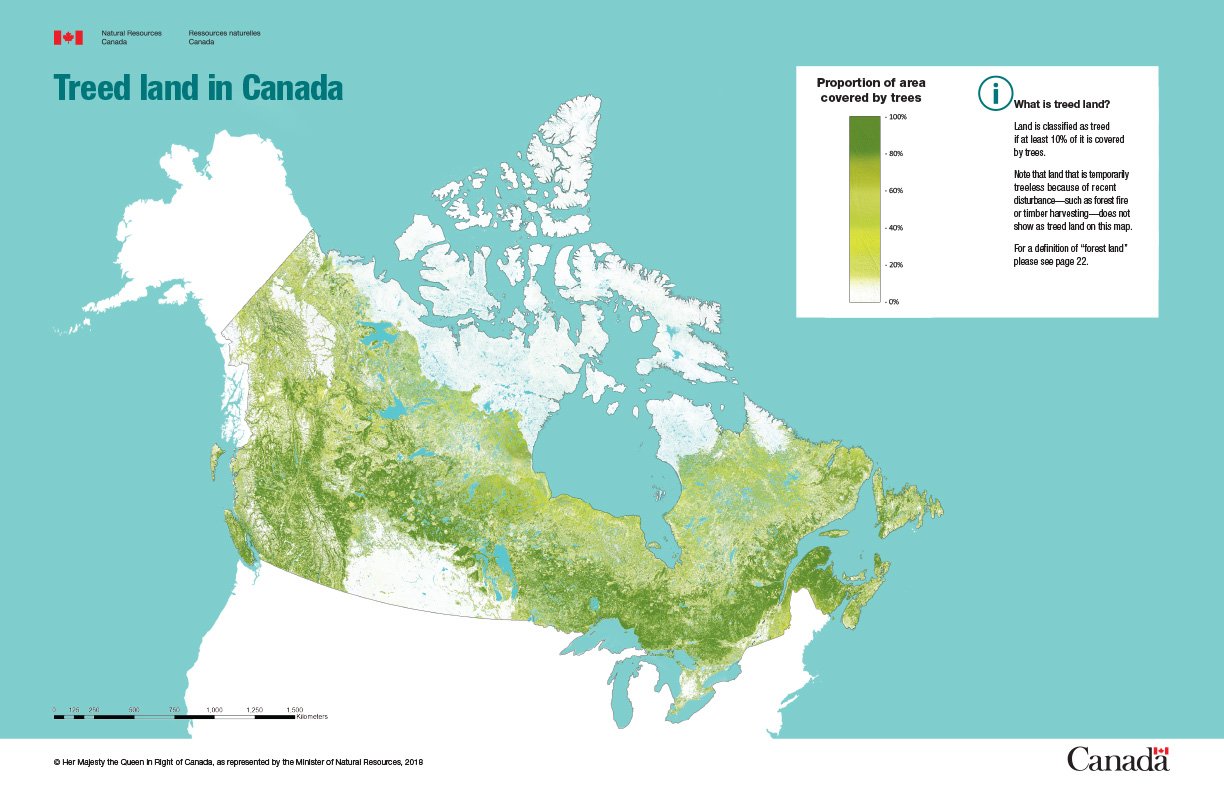 Natural Resources
Canada
Ressources naturelles
Canada
Treed land in Canada
Proportion of area
covered by trees
- 100%
- 80%
- 60%
- 40%
- 20%
- 0%
i
What is treed land?
Land is classified as treed
if at least 10% of it is covered
by trees.
Note that land that is temporarily
treeless because of recent
disturbance—such as forest fire
or timber harvesting—does not
show as treed land on this map.
For a definition of “forest land”
please see page 22.
0 125 250 500 750 1,000 1,250 1,500
Kilometers
© Her Majesty the Queen in Right of Canada, as represented by the Minister of Natural Resources, 2018
Canada